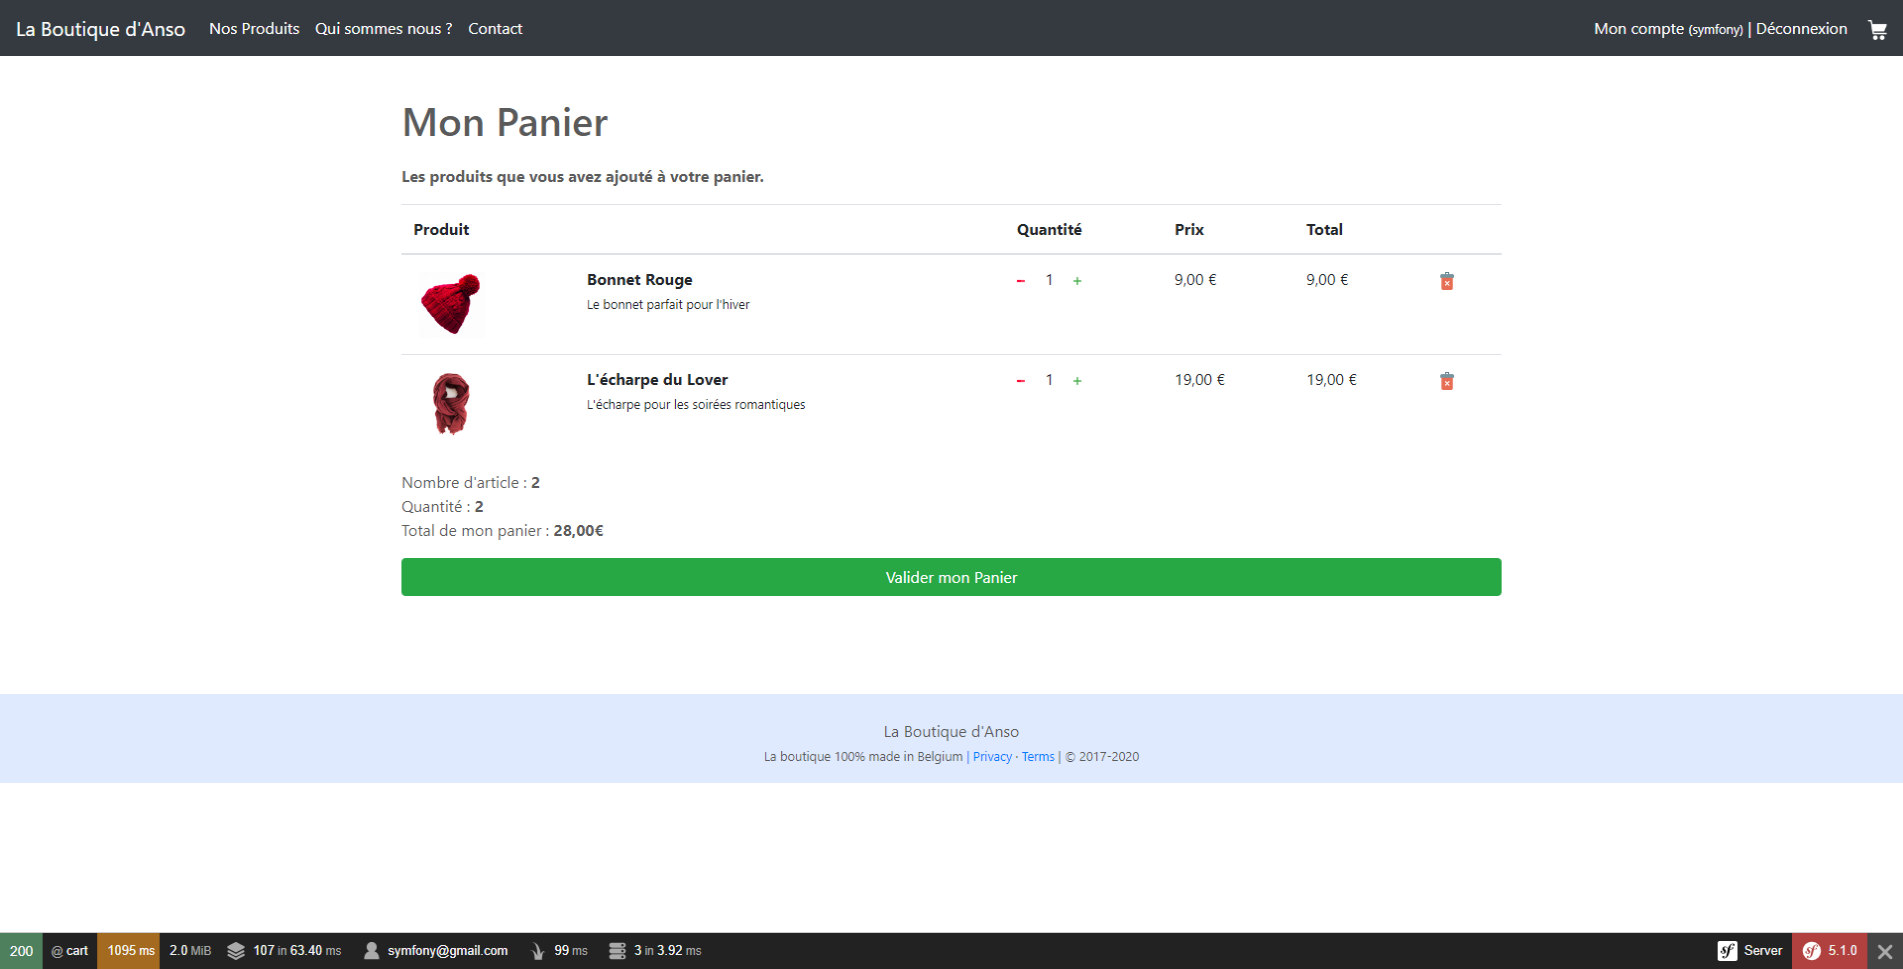 La Boutique d'Anso Nos Produits Qui sommes nous ? Contact Mon compte (symfony) | Déconnexion
Mon Panier
Les produits que vous avez ajouté à votre panier.
Produit Quantité Prix Total
Bonnet Rouge - 1 + 9,00 € 9,00 €
Le bonnet parfait pour l'hiver
L'écharpe du Lover - 1 + 19,00 € 19,00 €
L'écharpe pour les soirées romantiques
Nombre d'article : 2
Quantité : 2
Total de mon panier : 28,00€
Valider mon Panier
La Boutique d'Anso
La boutique 100% made in Belgium | Privacy · Terms | © 2017-2020
200 @ cart 1095 ms 2.0 MiB 107 in 63.40 ms symfony@gmail.com 99 ms 3 in 3.92 ms sf Server sf 5.1.0